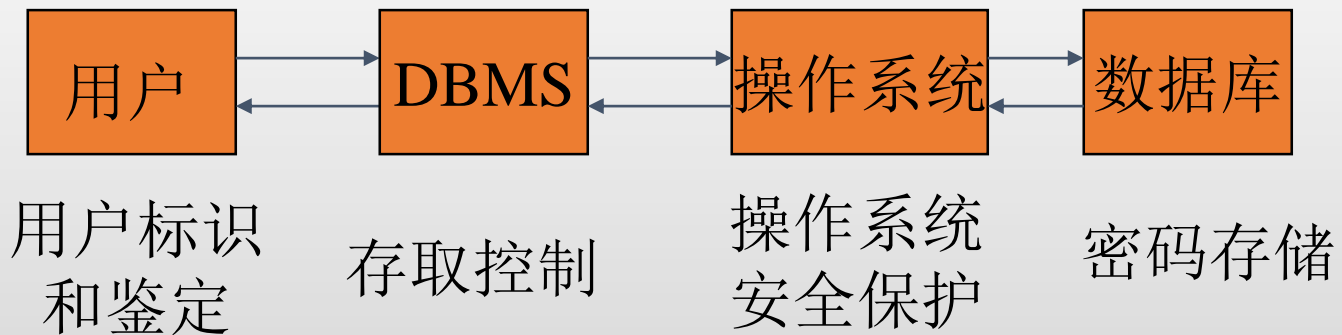 用户
DBMS
操作系统
数据库
用户标识
和鉴定
存取控制
操作系统
安全保护
密码存储